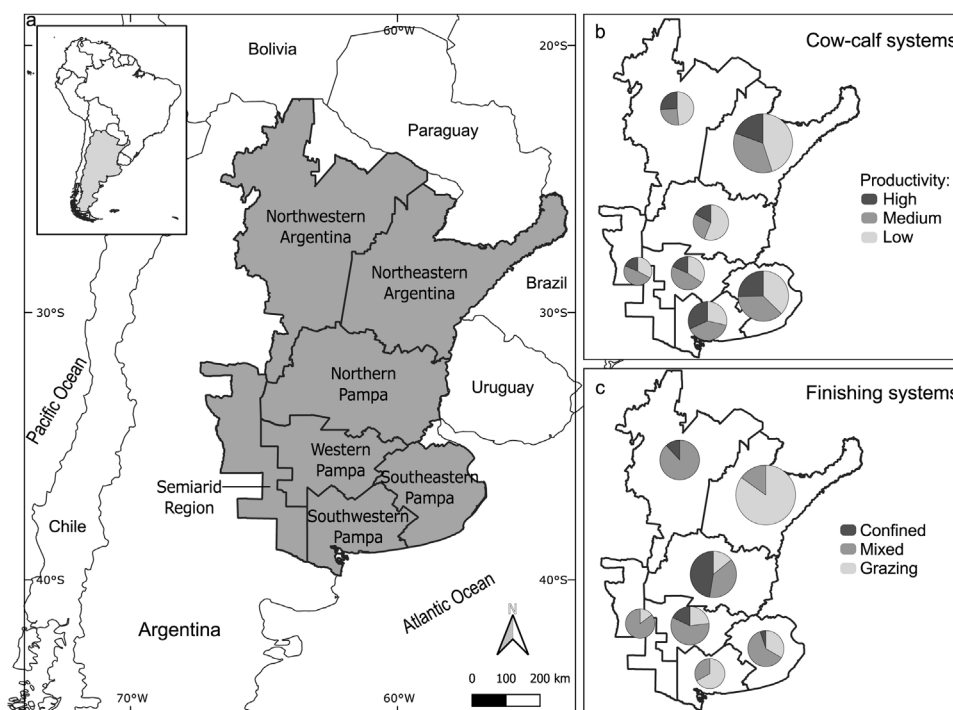 a
60°W
Bolivia
20°S
Paraguay
Northwestern
Argentina
Northeastern
Argentina
Brazil
30°S
30°S
Pacific Ocean
Northern
Pampa
Uruguay
Western
Pampa
Southeastern
Pampa
Semiarid
Region
Southwestern
Pampa
Chile
40°S
40°S
Atlantic Ocean
N
Argentina
0 100 200 km
70°W
60°W
b
Cow-calf systems
Productivity:
High
Medium
Low
c
Finishing systems
Confined
Mixed
Grazing